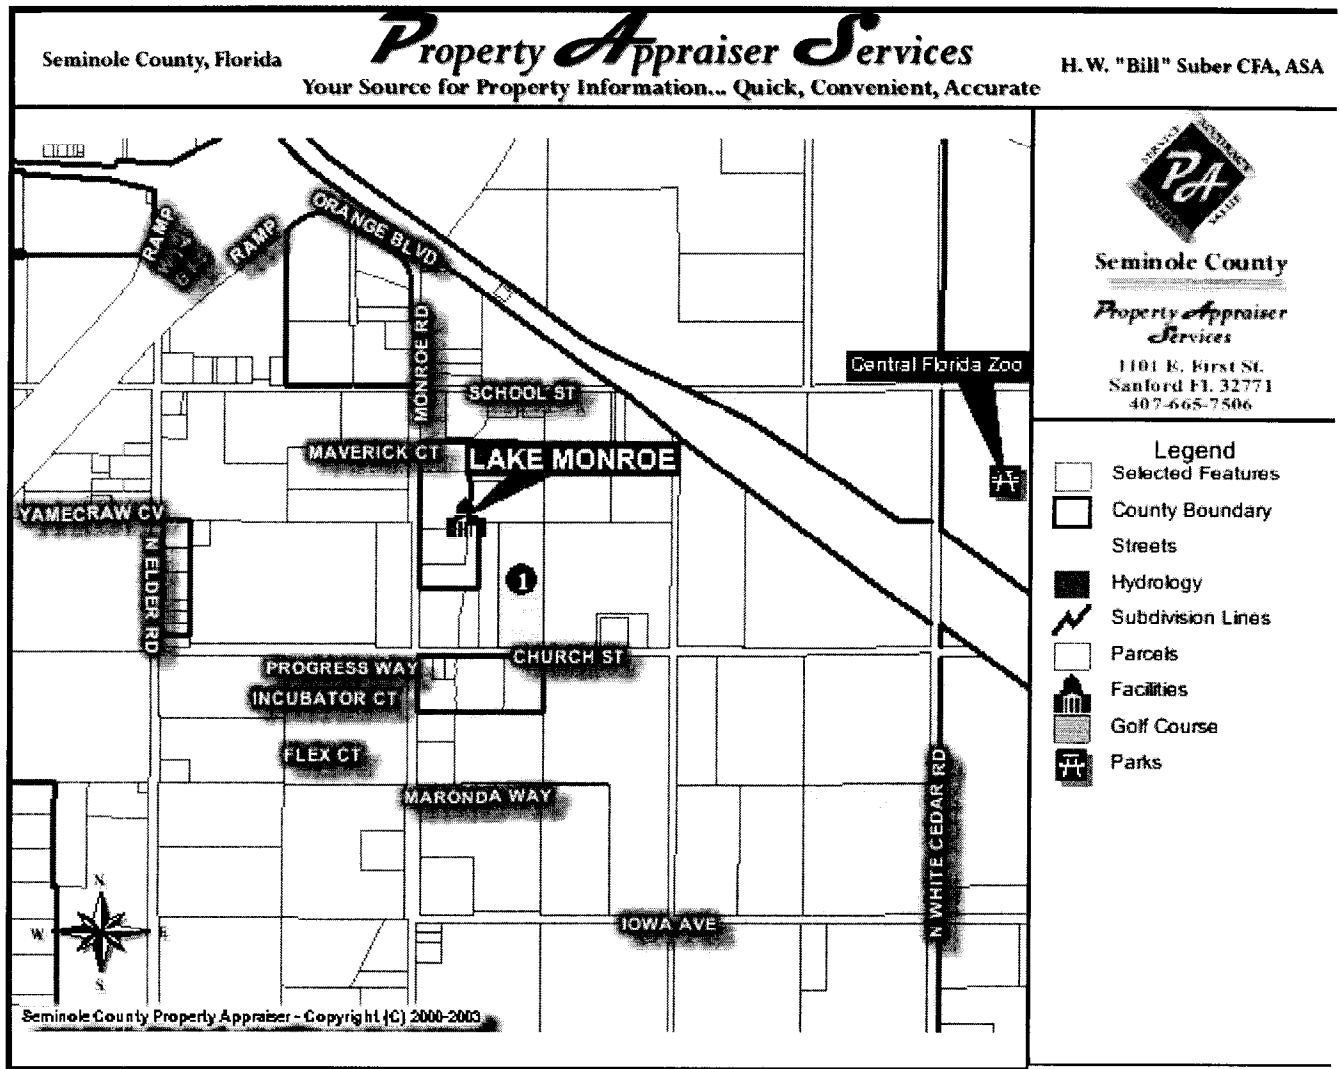 Seminole County, Florida
Property Appraiser Services
Your Source for Property Information... Quick, Convenient, Accurate
H.W. "Bill" Suber CFA, ASA
ORANGE BLVD
RAMP
RAMP
MONROE RD
SCHOOL ST
Central Florida Zoo
MAVERICK CT
LAKE MONROE
YAMECRAW CV
N ELDER RD
1
CHURCH ST
PROGRESS WAY
INCUBATOR CT
FLEX CT
MARONDA WAY
N WHITE CEDAR RD
IOWA AVE
N
W E
S
Seminole County Property Appraiser - Copyright (C) 2000-2003
SERVICE
ACCURACY
PA
VALUE
Seminole County
Property Appraiser
Services
1101 E. First St.
Sanford FL 32771
407-665-7506
Legend
Selected Features
County Boundary
Streets
Hydrology
Subdivision Lines
Parcels
Facilities
Golf Course
Parks